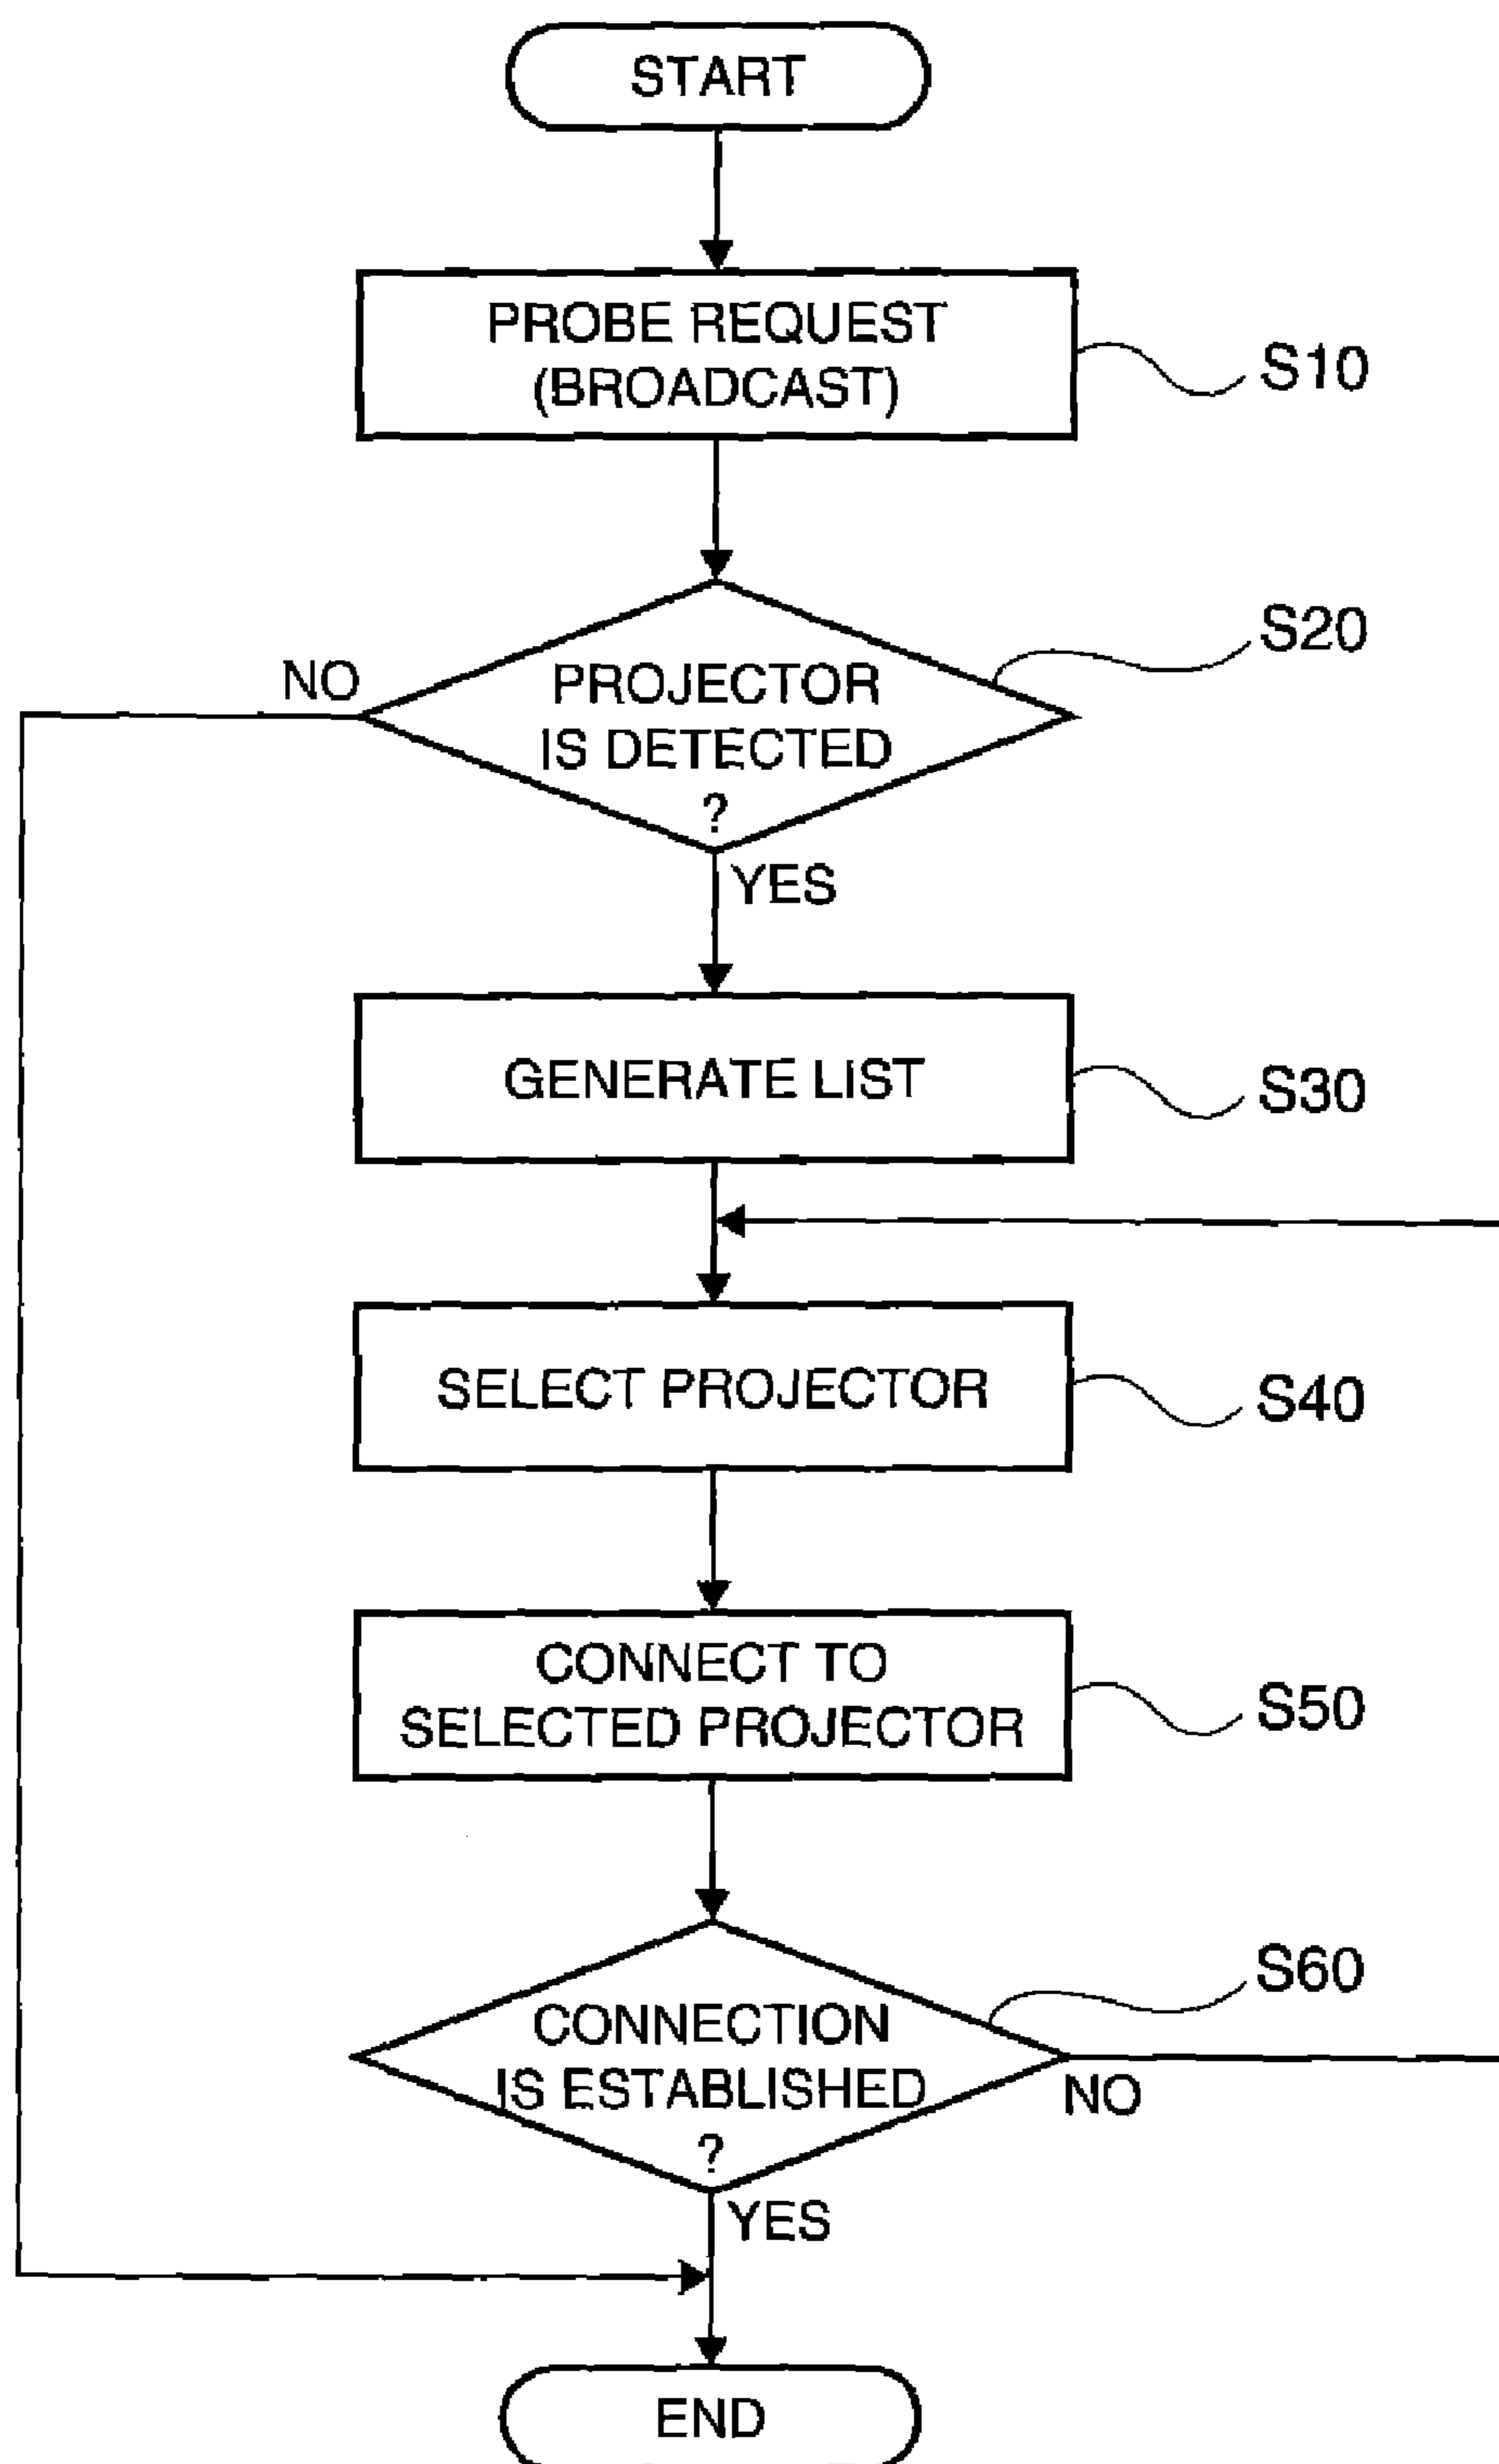 START
PROBE REQUEST
(BROADCAST)
S10
S20
NO
PROJECTOR
IS DETECTED
?
YES
GENERATE LIST
S30
SELECT PROJECTOR
S40
CONNECT TO
SELECTED PROJECTOR
S50
S60
CONNECTION
IS ESTABLISHED
?
NO
YES
END